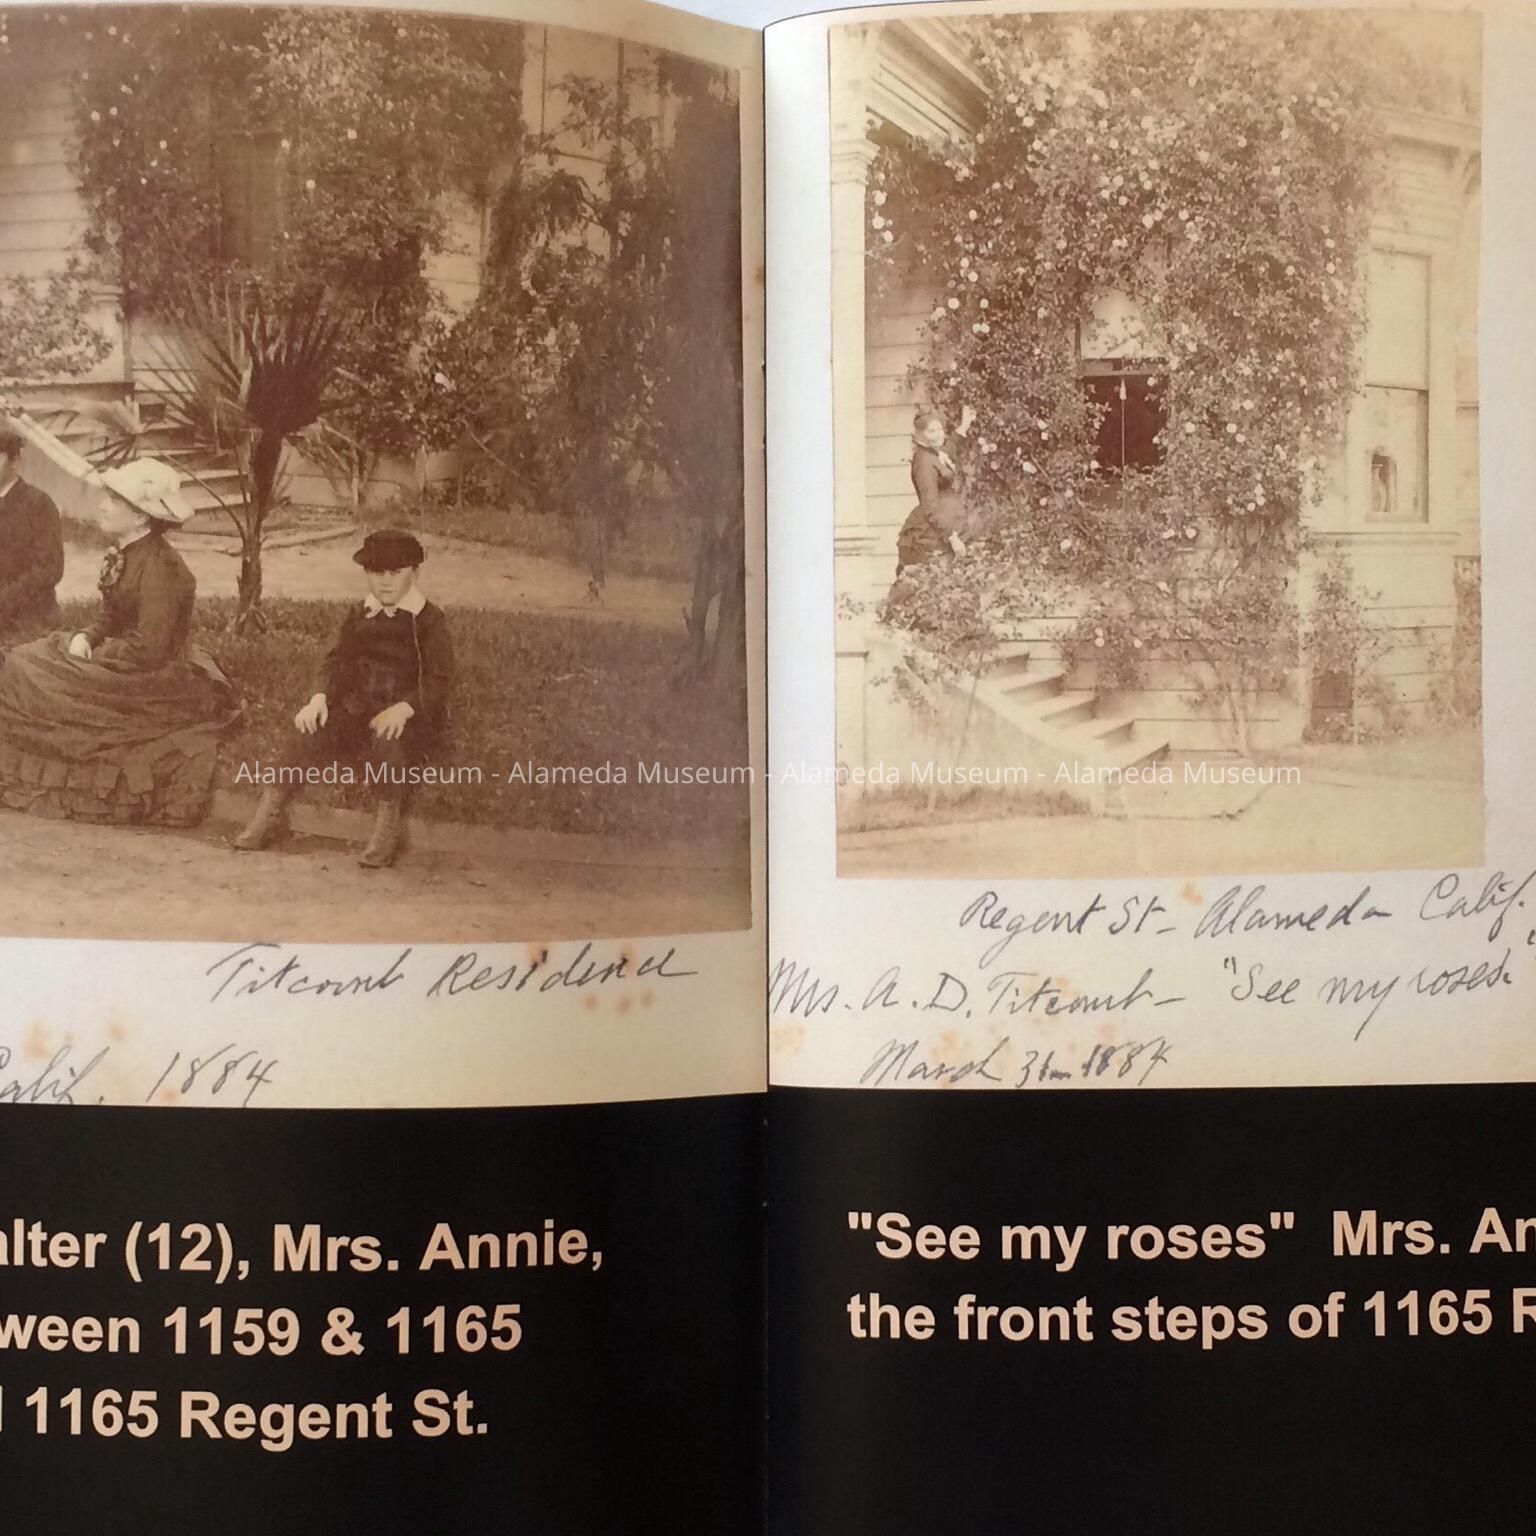 Titcomb Residence
Calif. 1884
alter (12), Mrs. Annie,
ween 1159 & 1165
1165 Regent St.
Regent St- Alameda Calif.
Mrs. A. D. Titcomb- "See my roses."
March 31- 1884
"See my roses" Mrs. An
the front steps of 1165 R
Alameda Museum - Alameda Museum - Alameda Museum - Alameda Museum